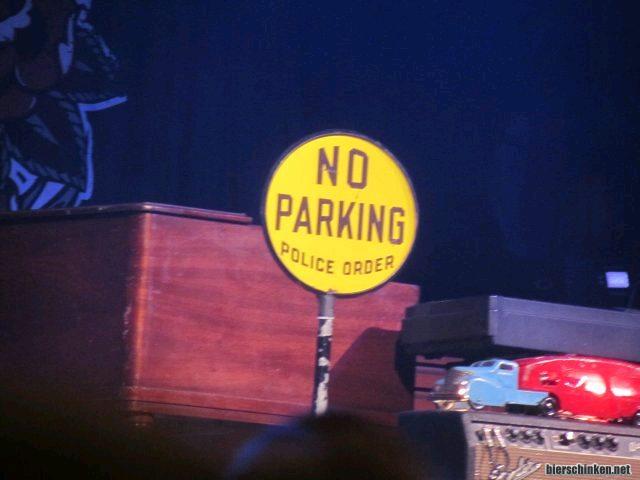 NO
PARKING
POLICE ORDER
bierschinken.net